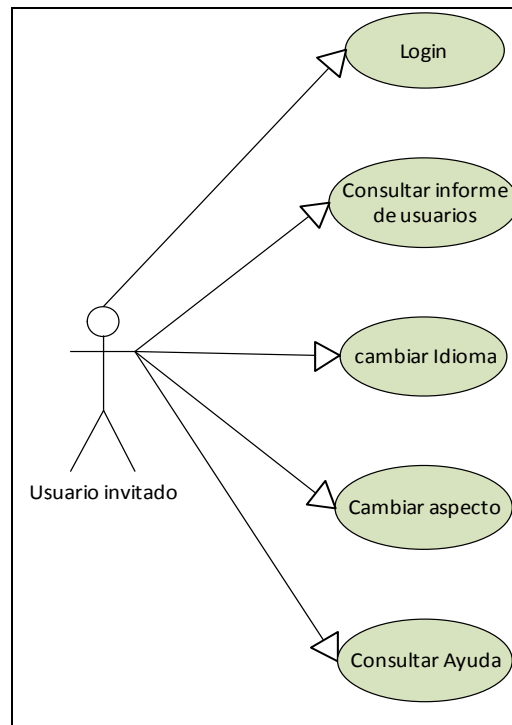 Login
Consultar informe
de usuarios
cambiar Idioma
Usuario invitado
Cambiar aspecto
Consultar Ayuda